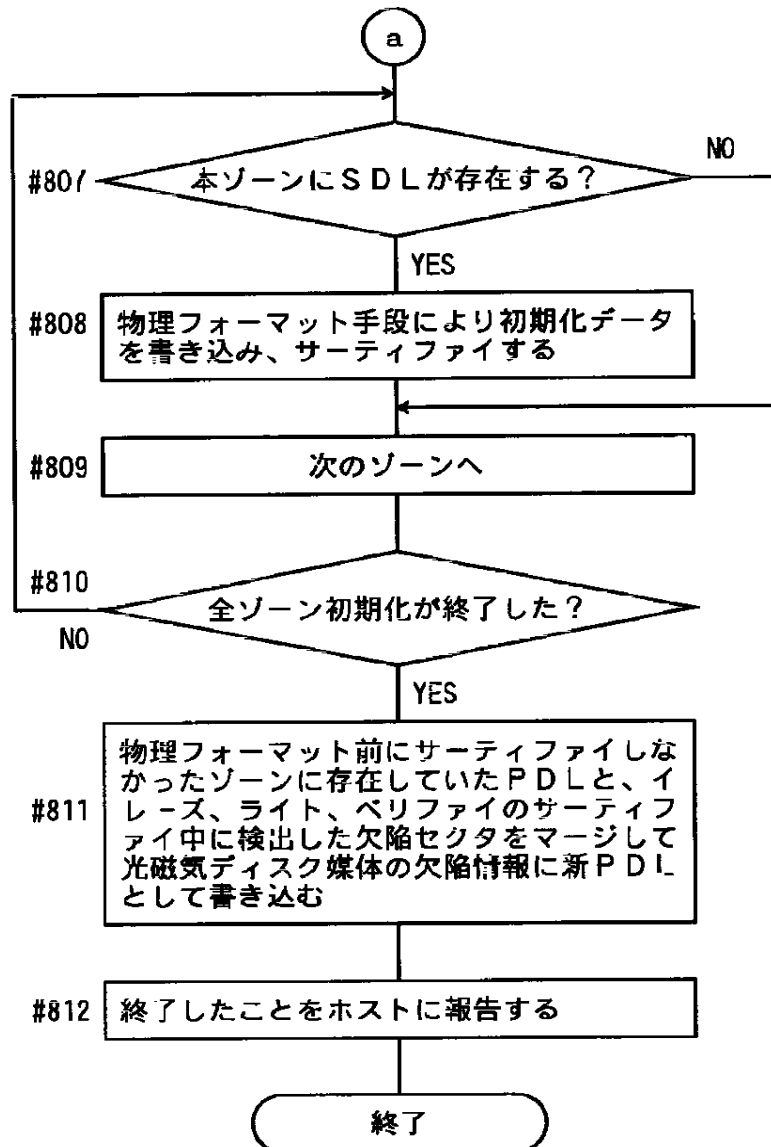 a
NO
#807
本ゾーンにＳＤＬが存在する？
YES
#808
物理フォーマット手段により初期化データ
を書き込み、サーティファイする
#809
次のゾーンへ
#810
全ゾーン初期化が終了した？
NO
YES
#811
物理フォーマット前にサーティファイしな
かったゾーンに存在していたＰＤＬと、イ
レーズ、ライト、ベリファイのサーティフ
ァイ中に検出した欠陥セクタをマージして
光磁気ディスク媒体の欠陥情報に新ＰＤＬ
として書き込む
#812
終了したことをホストに報告する
終了